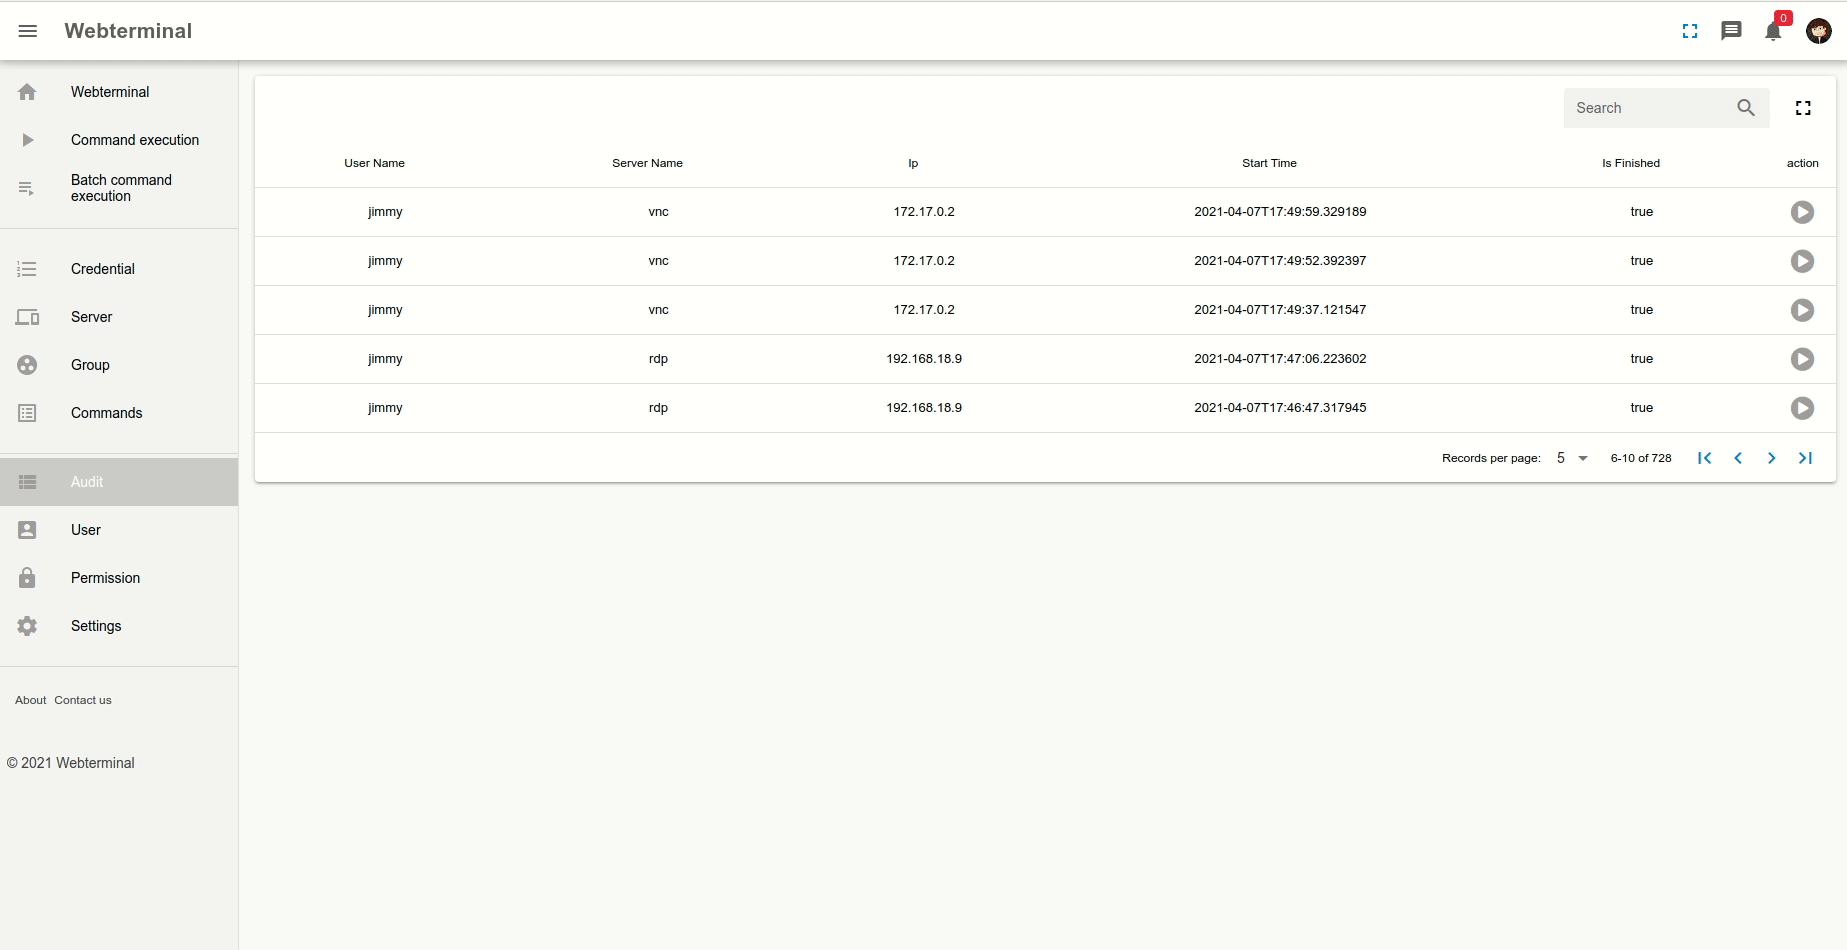 Webterminal
0
Webterminal
Command execution
Batch command
execution
Credential
Server
Group
Commands
Audit
User
Permission
Settings
About Contact us
© 2021 Webterminal
Search
User Name Server Name Ip Start Time Is Finished action
jimmy vnc 172.17.0.2 2021-04-07T17:49:59.329189 true
jimmy vnc 172.17.0.2 2021-04-07T17:49:52.392397 true
jimmy vnc 172.17.0.2 2021-04-07T17:49:37.121547 true
jimmy rdp 192.168.18.9 2021-04-07T17:47:06.223602 true
jimmy rdp 192.168.18.9 2021-04-07T17:46:47.317945 true
Records per page: 5 6-10 of 728